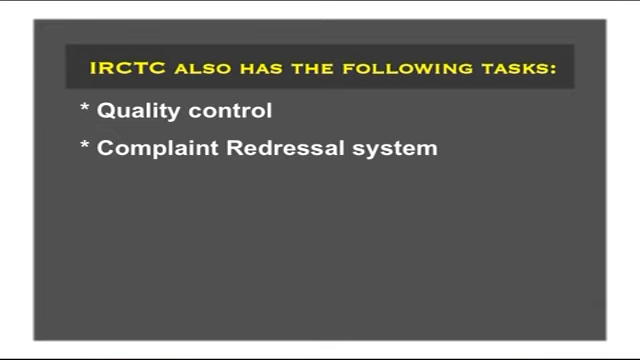 IRCTC ALSO HAS THE FOLLOWING TASKS:
* Quality control
* Complaint Redressal system